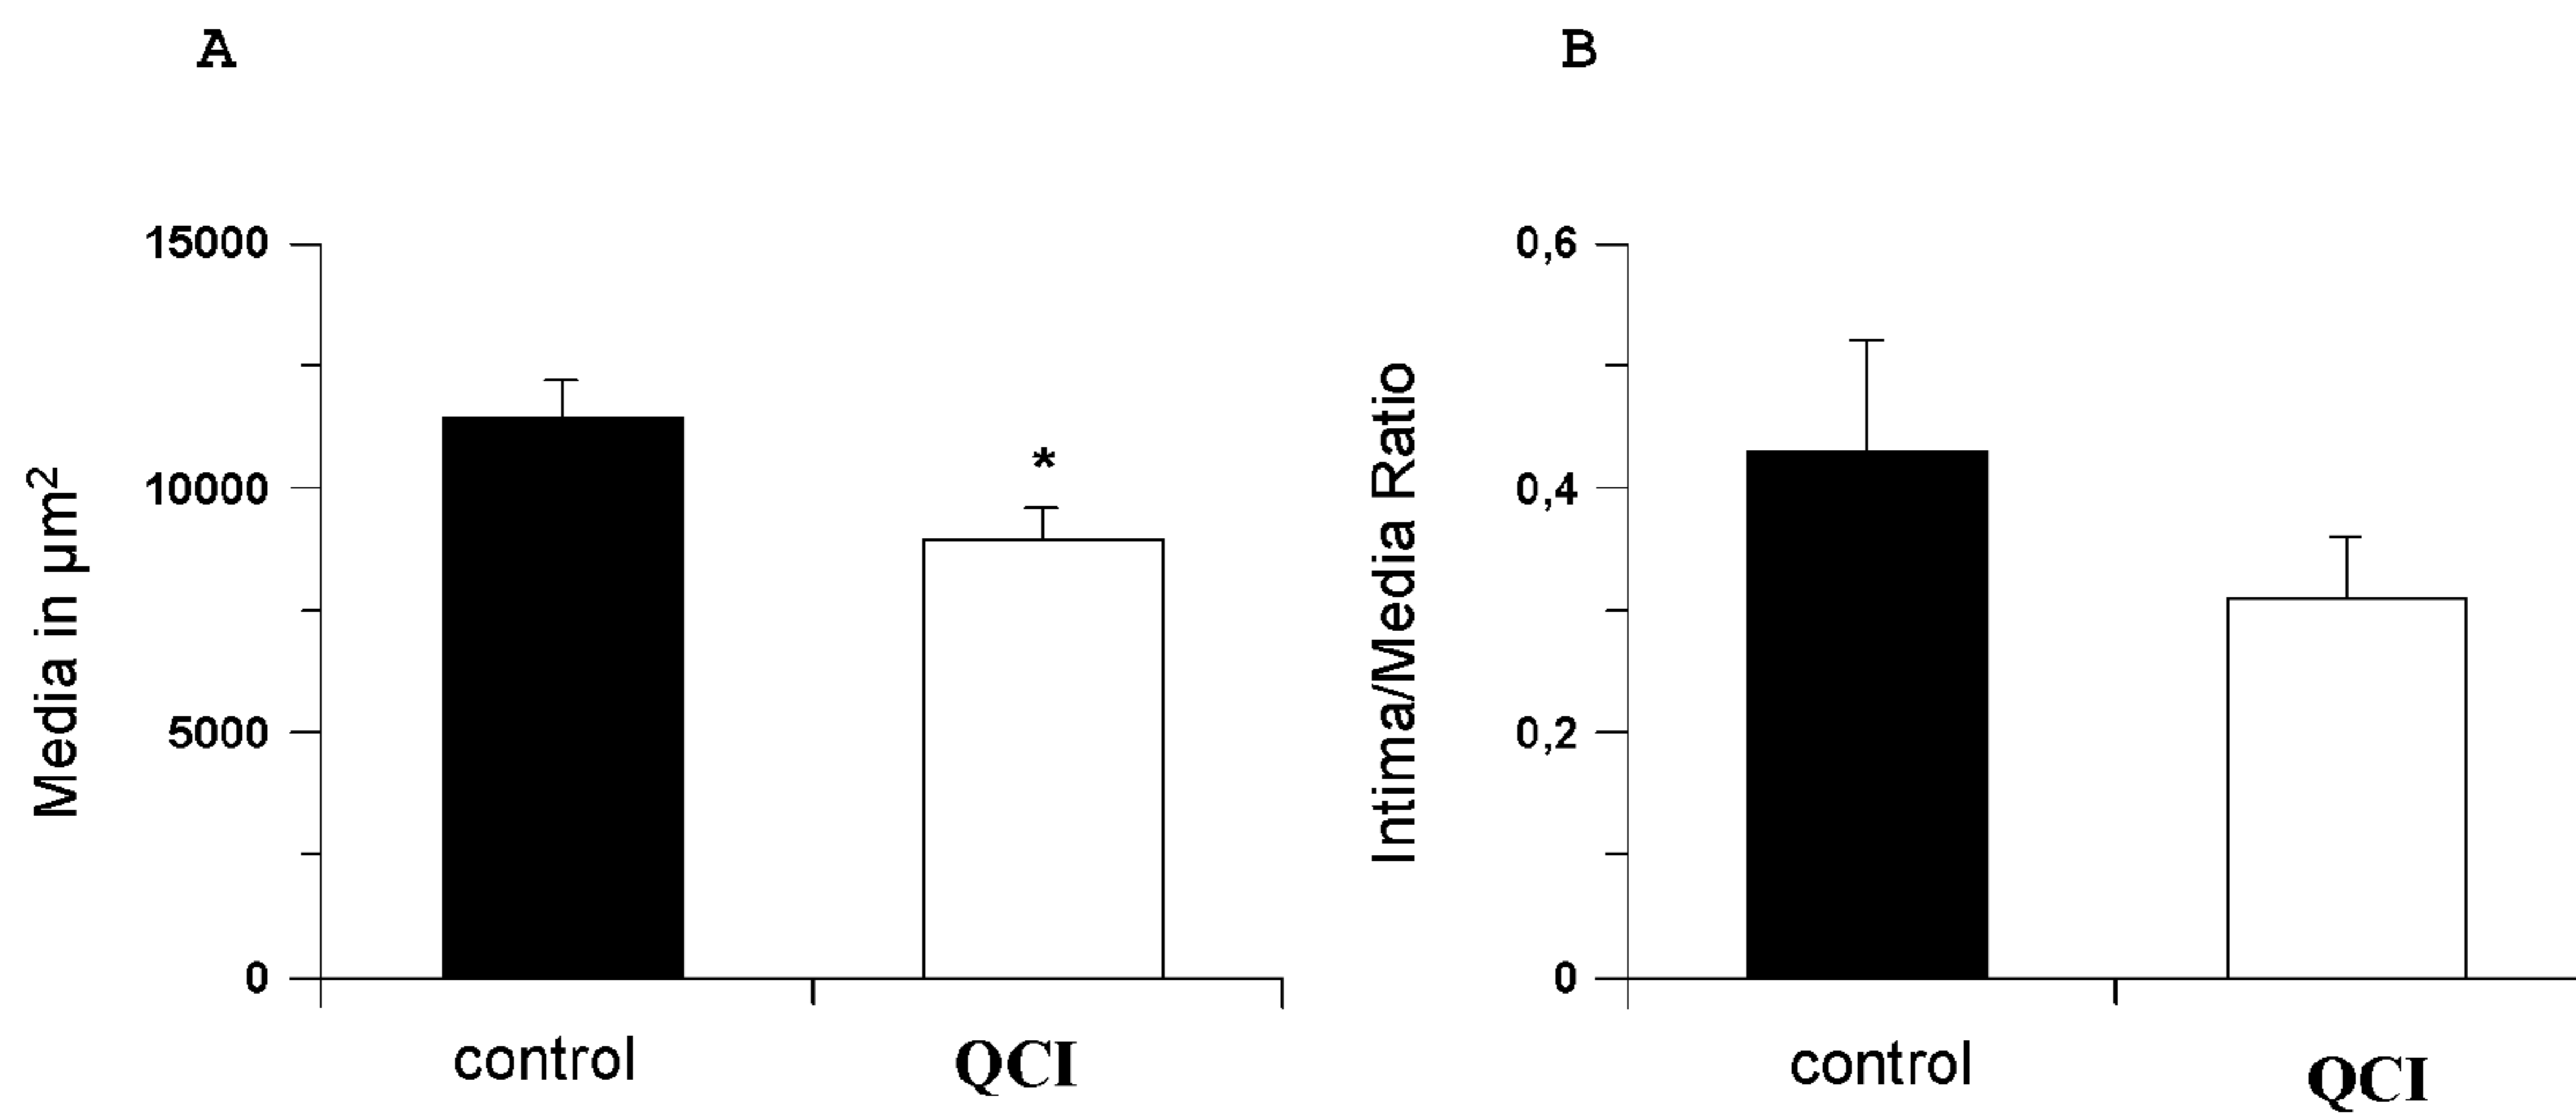 A
Media in µm²
15000
10000
5000
0
*
control
QCI
B
Intima/Media Ratio
0,6
0,4
0,2
0
control
QCI